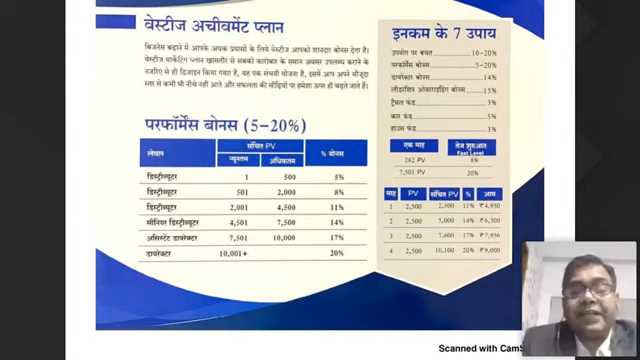 वेस्टीज अचीवमेंट प्लान
बिजनेस बढ़ाने में आपके अथक प्रयासों के लिये वेस्टीज आपको शानदार बोनस देता है।
वेस्टीज मार्केटिंग प्लान खासतौर से सबको कारोबार के समान अवसर उपलब्ध कराने के
नजरिए से ही डिजाइन किया गया है, यह एक संचयी योजना है, इसमें आप अपने मौजूदा
स्तर से कभी भी नीचे नहीं आते और सफलता की सीढ़ियों पर हमेशा ऊपर ही बढ़ते जाते हैं।
परफॉर्मेंस बोनस (5-20%)
लेवल संचित PV % बोनस
न्यूनतम अधिकतम
डिस्ट्रीब्यूटर 1 500 5%
डिस्ट्रीब्यूटर 501 2,000 8%
डिस्ट्रीब्यूटर 2,001 4,500 11%
सीनियर डिस्ट्रीब्यूटर 4,501 7,500 14%
असिस्टेंट डायरेक्टर 7,501 10,000 17%
डायरेक्टर 10,001+ 20%
इनकम के 7 उपाय
उपयोग पर बचत 10-20%
परफॉर्मेंस बोनस 5-20%
डायरेक्टर बोनस 14%
लीडरशिप ओवरराइडिंग बोनस 15%
ट्रैवल फंड 3%
कार फंड 5%
हाउस फंड 3%
एक माह तेज शुरुआत
Fast Level
282 PV 8%
7,501 PV 20%
माह PV संचित PV % आय
1 2,500 2,500 11% ₹4,950
2 2,500 5,000 14% ₹6,300
3 2,500 7,600 17% ₹7,956
4 2,500 10,100 20% ₹9,000
Scanned with CamS